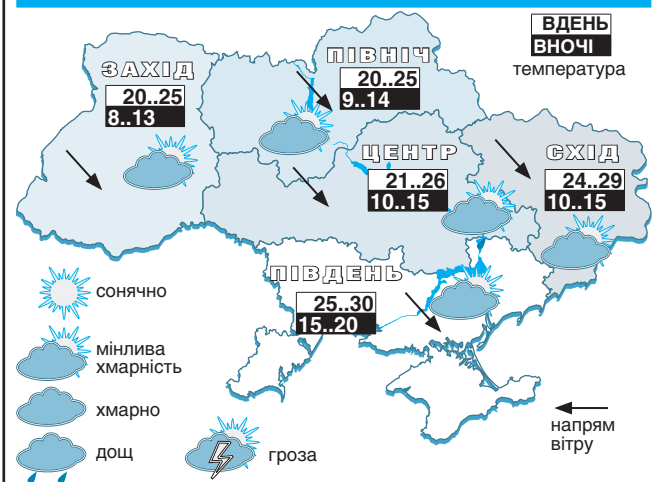 ВДЕНЬ
ВНОЧІ
температура
ПІВНІЧ
20..25
9..14
ЗАХІД
20..25
8..13
ЦЕНТР
21..26
10..15
СХІД
24..29
10..15
ПІВДЕНЬ
25..30
15..20
сонячно
мінлива
хмарність
хмарно
дощ
гроза
напрям
вітру